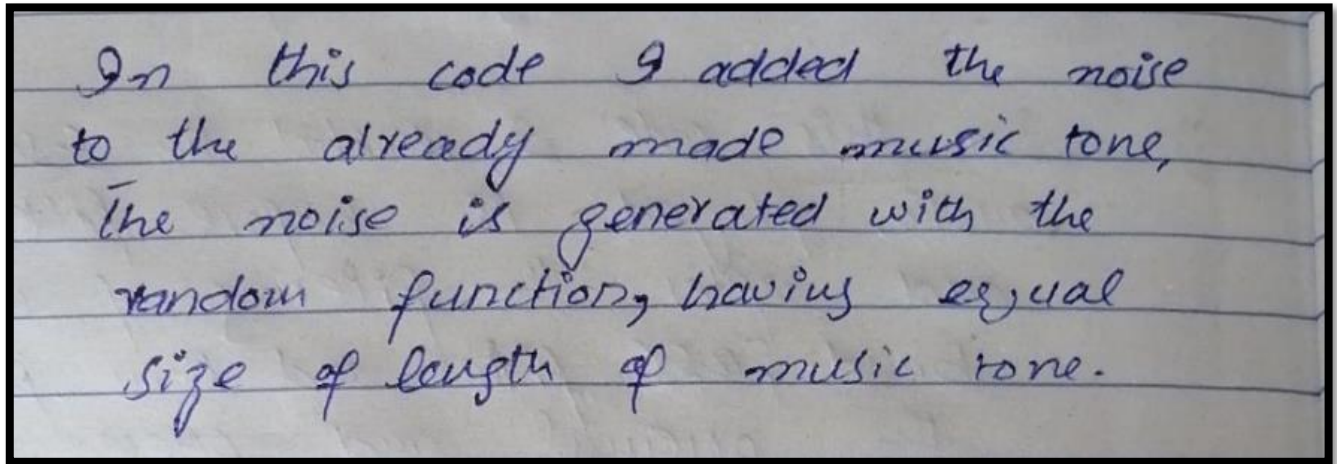 In this code I added the noise
to the already made music tone,
The noise is generated with the
random function, having equal
size of length of music tone.